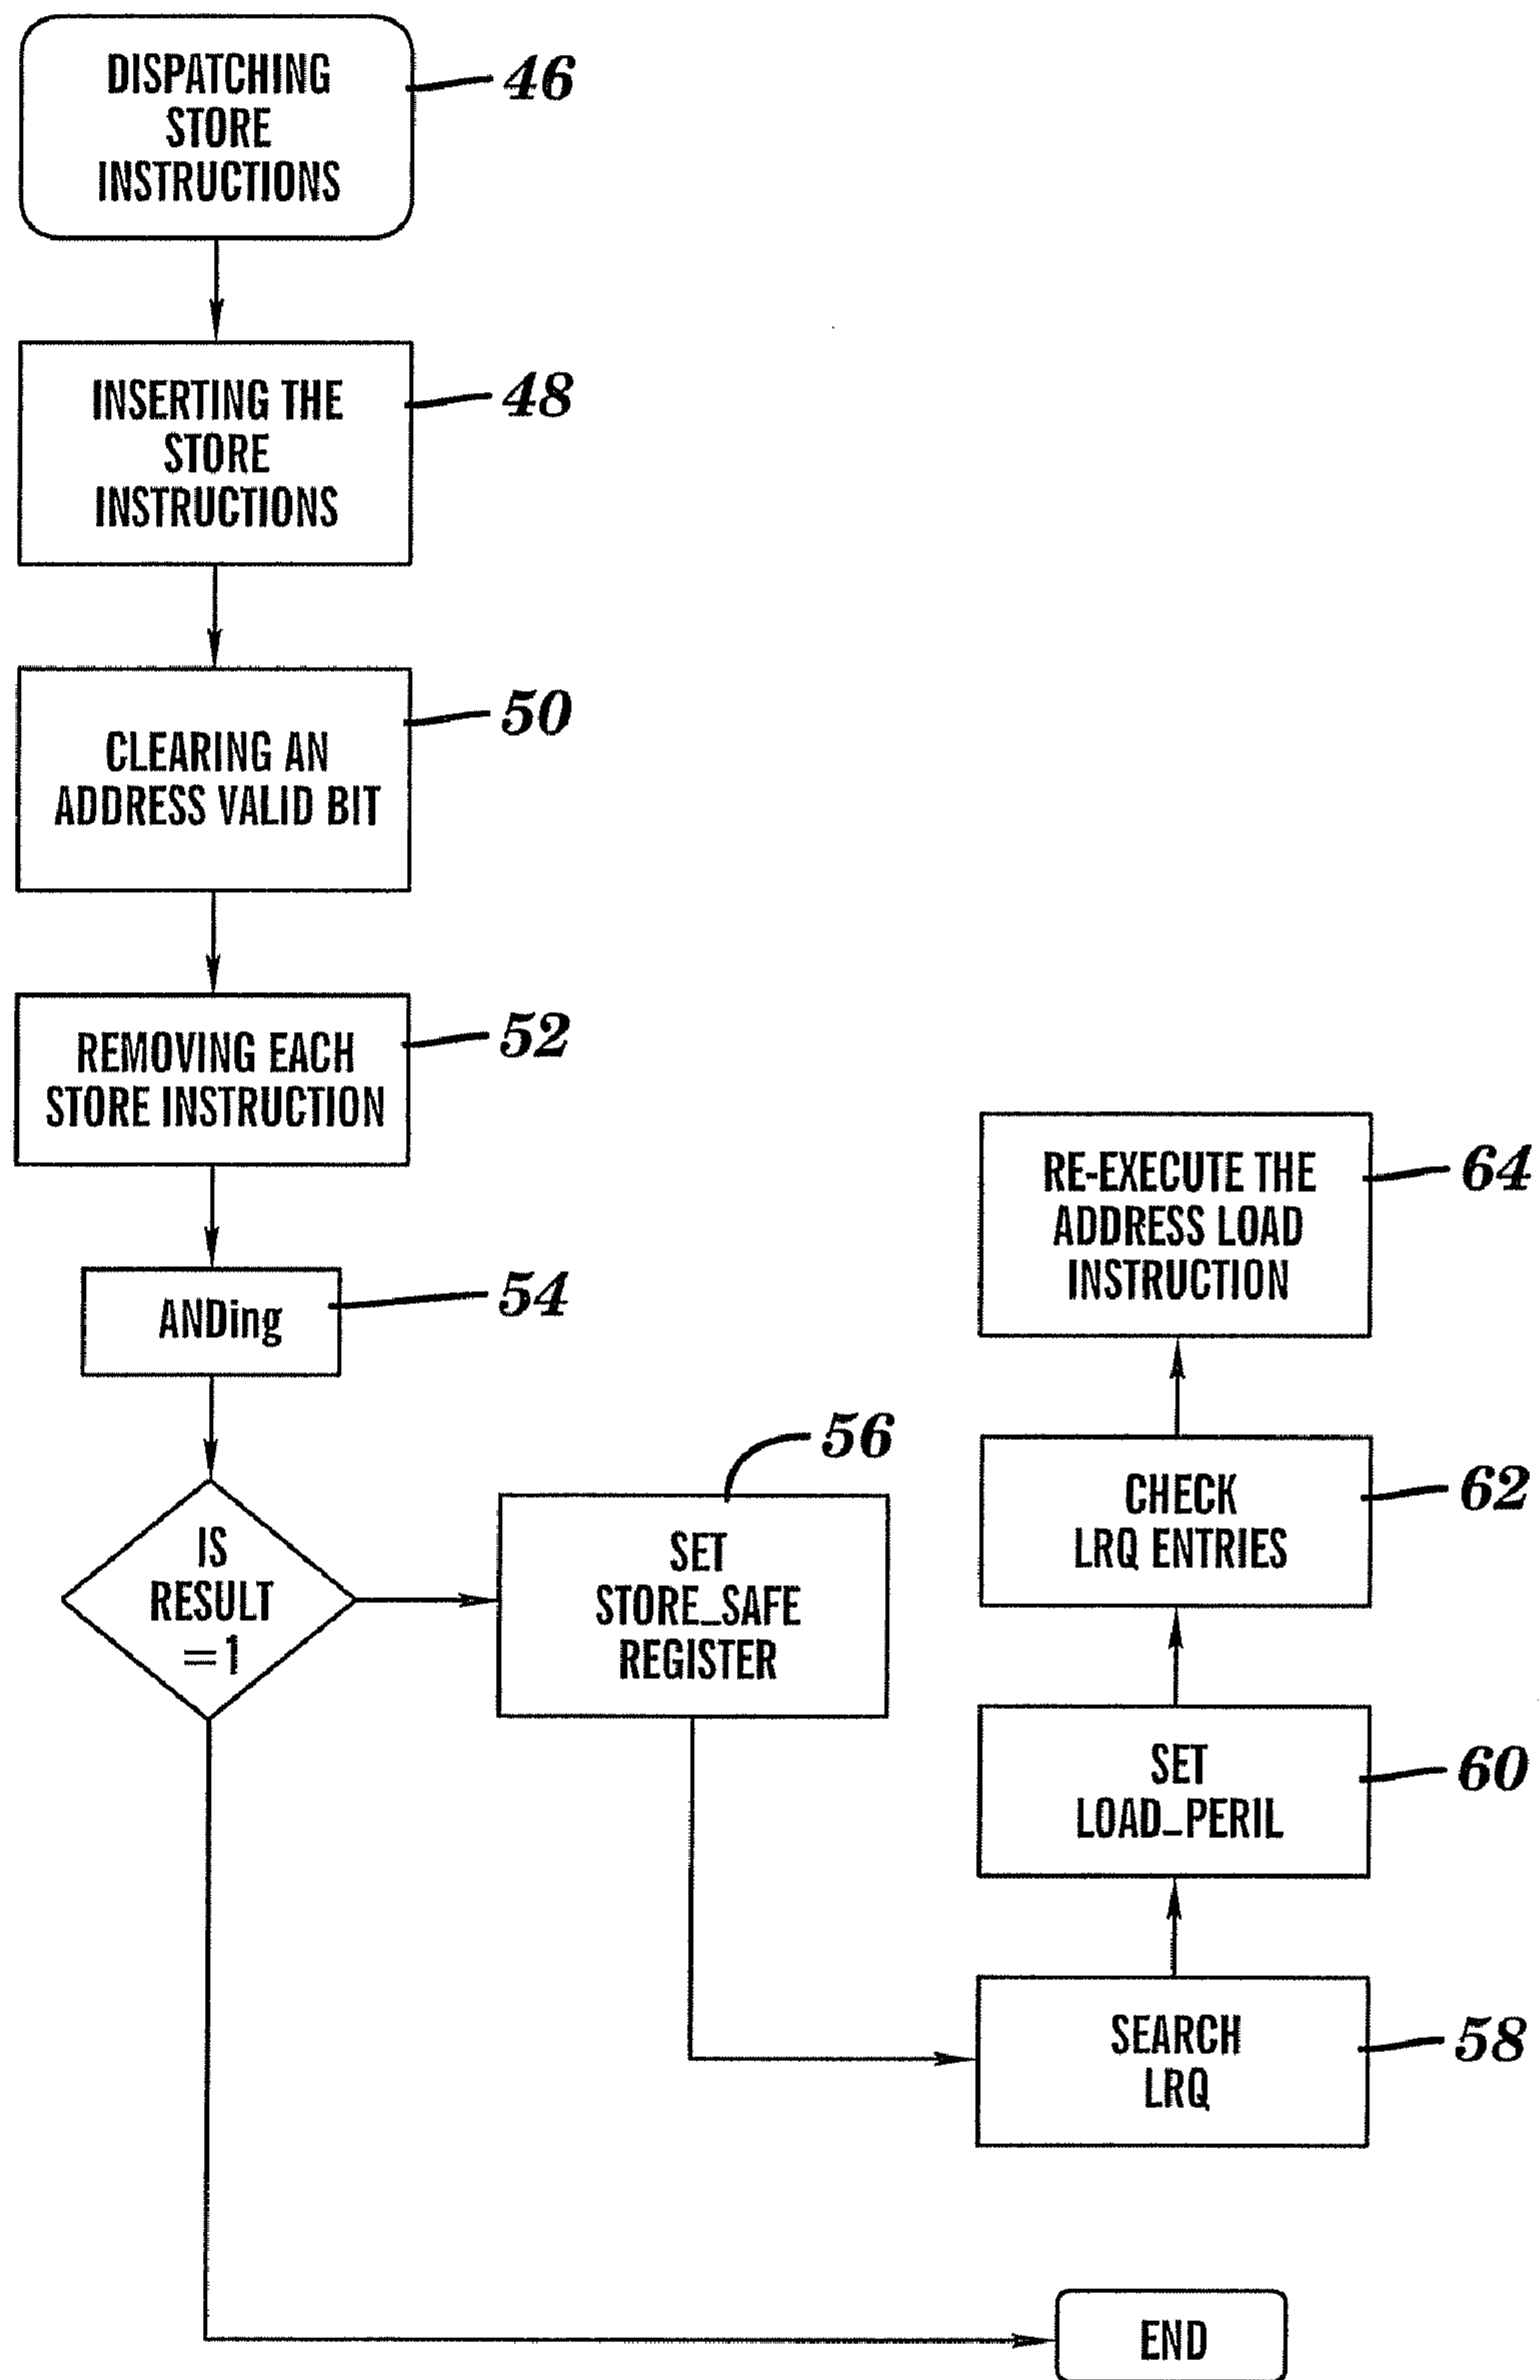 DISPATCHING
STORE
INSTRUCTIONS
46
INSERTING THE
STORE
INSTRUCTIONS
48
CLEARING AN
ADDRESS VALID BIT
50
REMOVING EACH
STORE INSTRUCTION
52
ANDing
54
IS
RESULT
=1
SET
STORE_SAFE
REGISTER
56
RE-EXECUTE THE
ADDRESS LOAD
INSTRUCTION
64
CHECK
LRQ ENTRIES
62
SET
LOAD_PERIL
60
SEARCH
LRQ
58
END